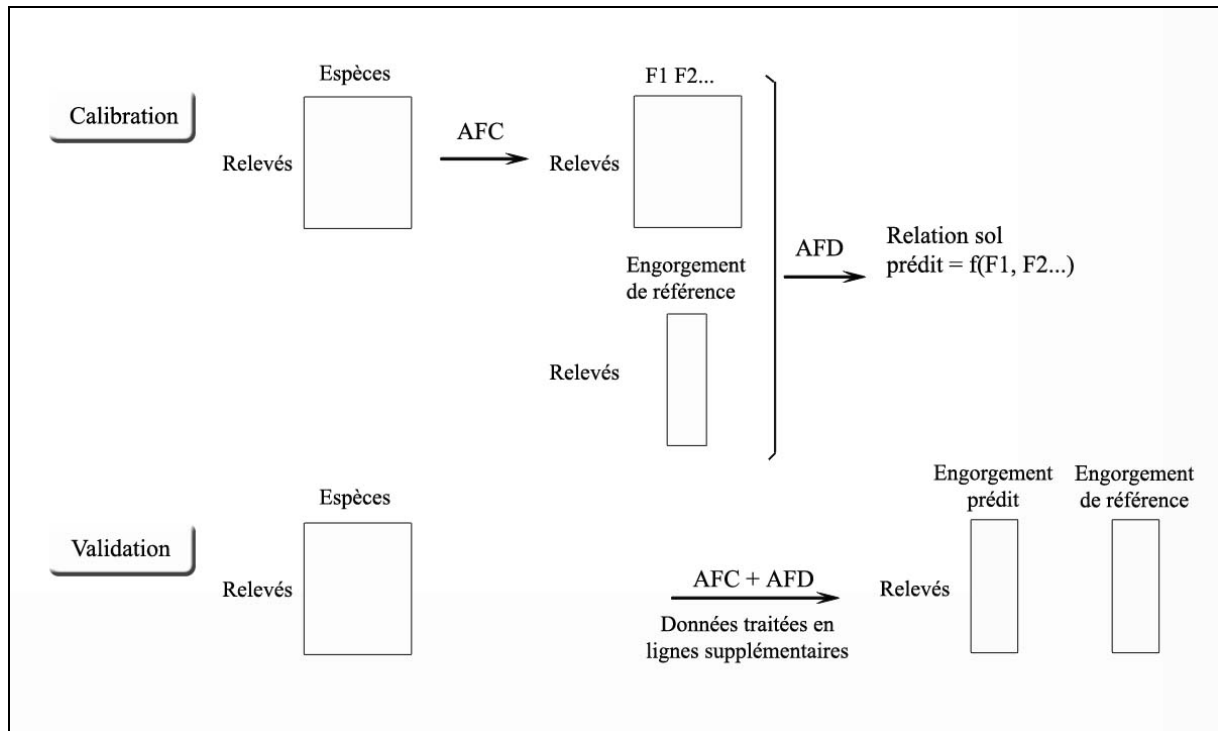 Calibration
Espèces
Relevés
AFC
F1 F2...
Relevés
Engorgement
de référence
Relevés
AFD
Relation sol
prédit = f(F1, F2...)
Validation
Espèces
Relevés
AFC + AFD
Données traitées en
lignes supplémentaires
Engorgement
prédit
Engorgement
de référence
Relevés